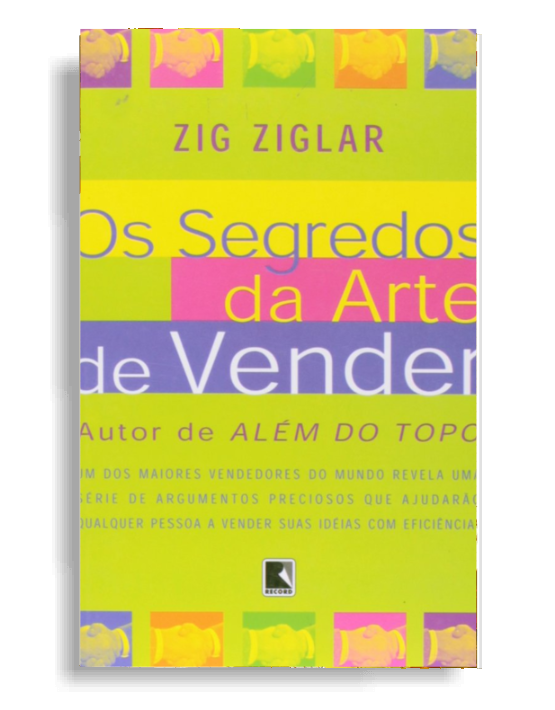 ZIG ZIGLAR
Os Segredos
da Arte
de Vender
Autor de ALÉM DO TOPO
UM DOS MAIORES VENDEDORES DO MUNDO REVELA UMA
SÉRIE DE ARGUMENTOS PRECIOSOS QUE AJUDARÃO
QUALQUER PESSOA A VENDER SUAS IDÉIAS COM EFICIÊNCIA
RECORD